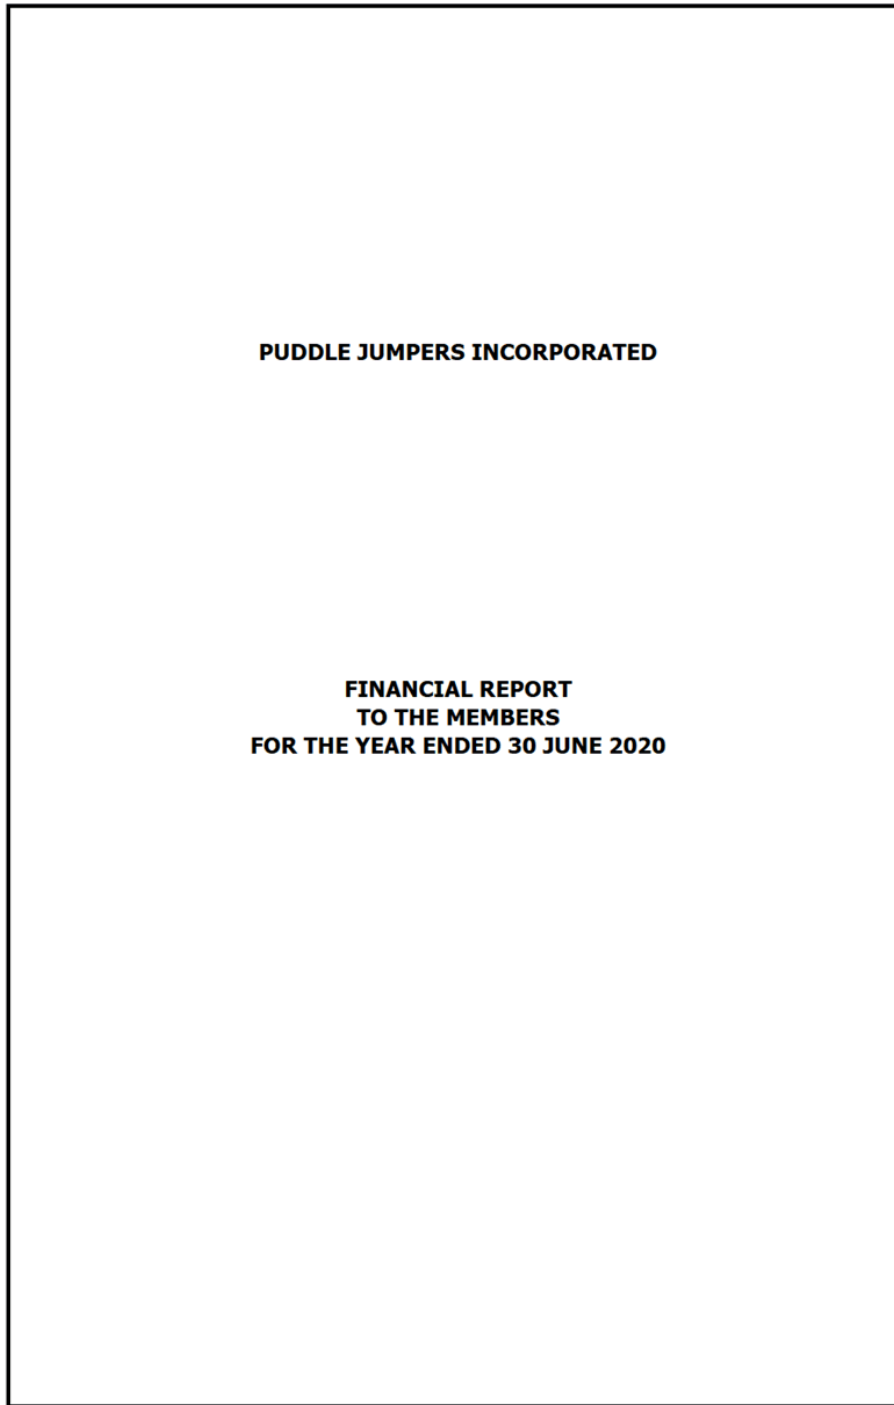 PUDDLE JUMPERS INCORPORATED
FINANCIAL REPORT
TO THE MEMBERS
FOR THE YEAR ENDED 30 JUNE 2020